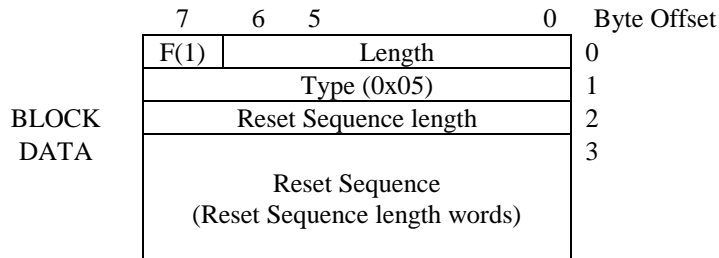 7 6 5 0 Byte Offset
F(1) Length 0
Type (0x05) 1
BLOCK Reset Sequence length 2
DATA 3
Reset Sequence
(Reset Sequence length words)